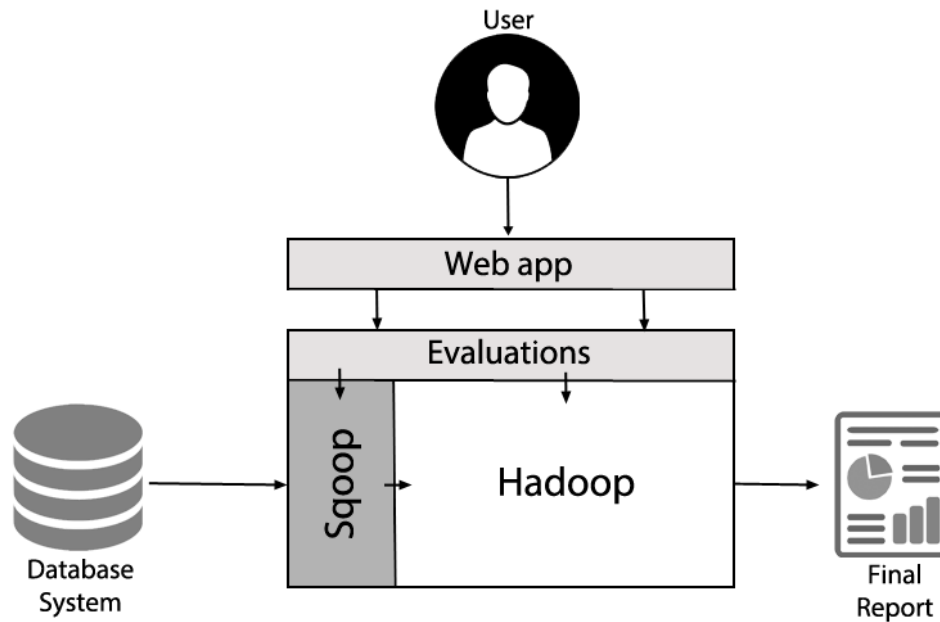 User
Web app
Evaluations
Sqoop
Hadoop
Database
System
Final
Report